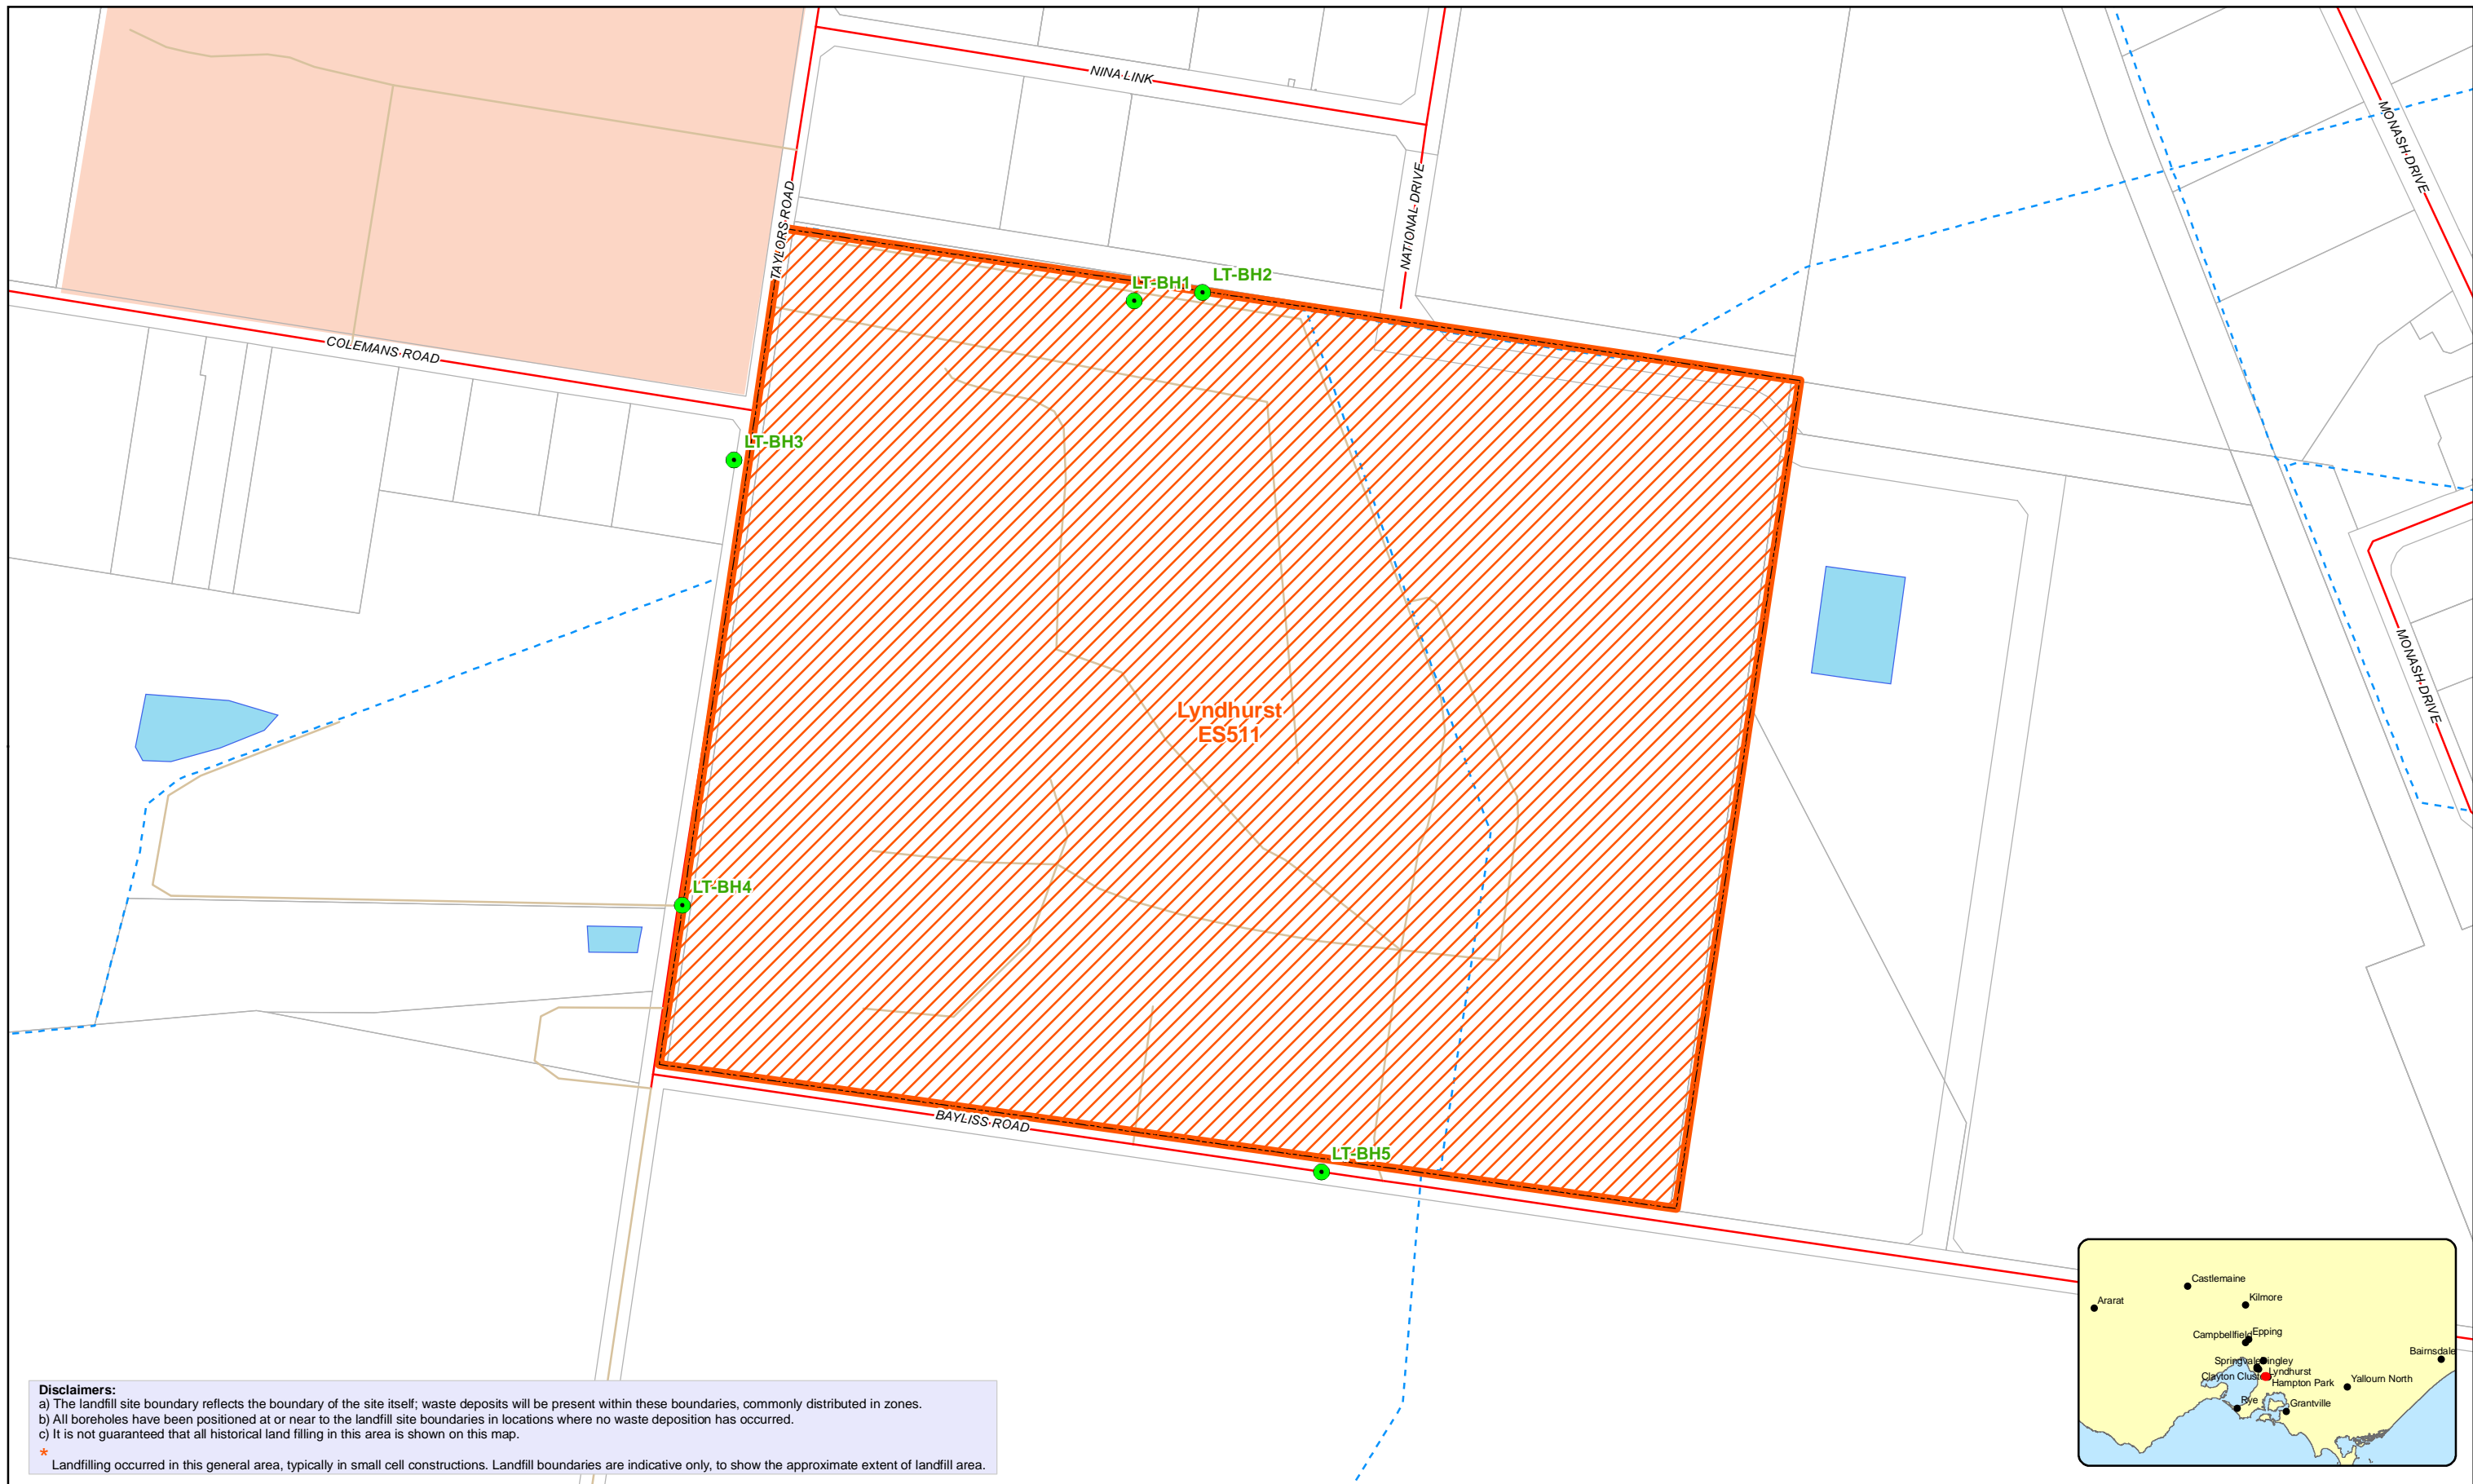 NINA LINK
MONASH DRIVE
NATIONAL DRIVE
TAYLORS ROAD
LT-BH1
LT-BH2
COLEMANS ROAD
LT-BH3
MONASH DRIVE
Lyndhurst
ES511
LT-BH4
BAYLISS ROAD
LT-BH5
Castlemaine
Ararat
Kilmore
Epping
Campbellfield
Bairnsdale
Springvale
Lyndhurst
Clayton
Hampton Park
Yallourn North
Rye
Grantville
Disclaimers:
a) The landfill site boundary reflects the boundary of the site itself; waste deposits will be present within these boundaries, commonly distributed in zones.
b) All boreholes have been positioned at or near to the landfill site boundaries in locations where no waste deposition has occurred.
c) It is not guaranteed that all historical land filling in this area is shown on this map.
*
Landfilling occurred in this general area, typically in small cell constructions. Landfill boundaries are indicative only, to show the approximate extent of landfill area.